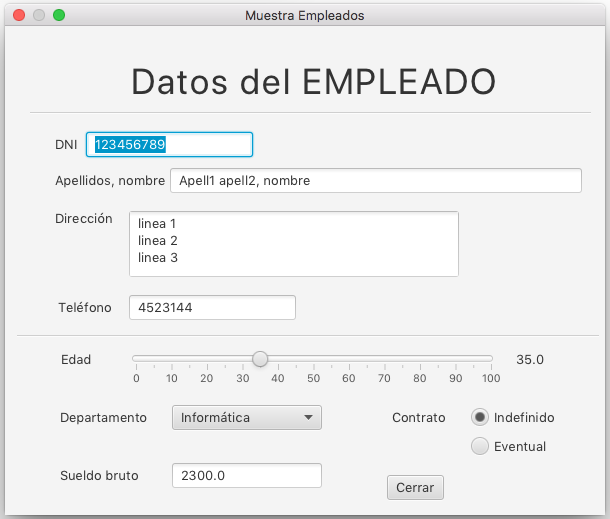 Muestra Empleados
Datos del EMPLEADO
DNI 123456789
Apellidos, nombre Apell1 apell2, nombre
Dirección linea 1
linea 2
linea 3
Teléfono 4523144
Edad 35.0
0 10 20 30 40 50 60 70 80 90 100
Departamento Informática Contrato Indefinido
Eventual
Sueldo bruto 2300.0
Cerrar